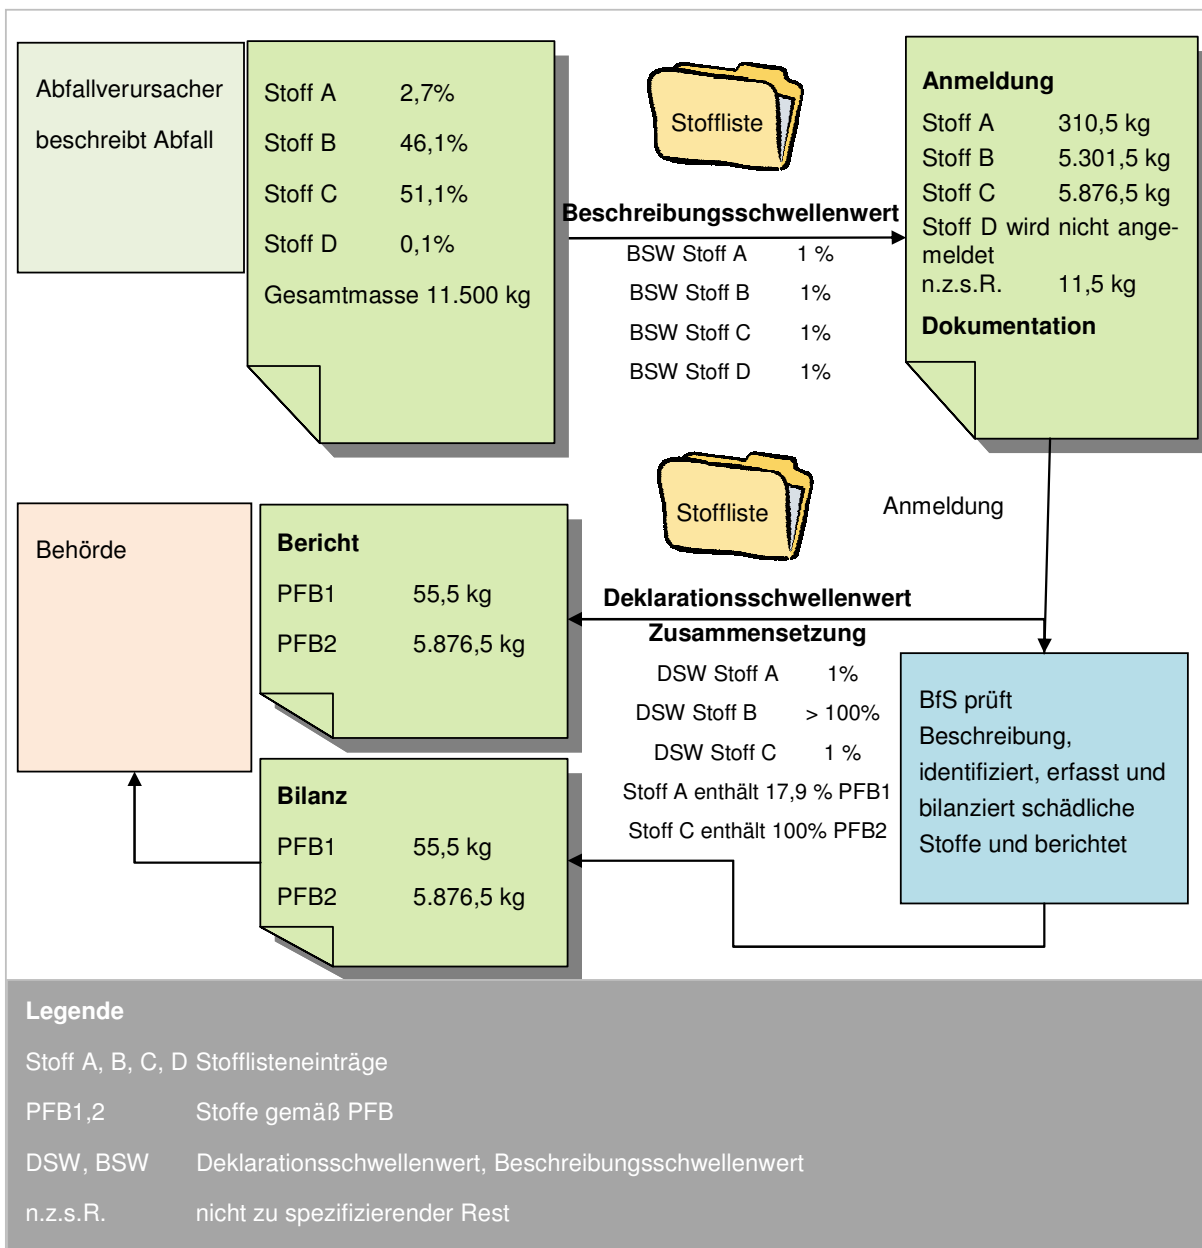 Abfallverursacher
beschreibt Abfall
Stoff A 2,7%
Stoff B 46,1%
Stoff C 51,1%
Stoff D 0,1%
Gesamtmasse 11.500 kg
Stoffliste
Beschreibungsschwellenwert
BSW Stoff A 1 %
BSW Stoff B 1%
BSW Stoff C 1%
BSW Stoff D 1%
Anmeldung
Stoff A 310,5 kg
Stoff B 5.301,5 kg
Stoff C 5.876,5 kg
Stoff D wird nicht ange-
meldet
n.z.s.R. 11,5 kg
Dokumentation
Anmeldung
Behörde
Bericht
PFB1 55,5 kg
PFB2 5.876,5 kg
Stoffliste
Deklarationsschwellenwert
Zusammensetzung
DSW Stoff A 1%
DSW Stoff B > 100%
DSW Stoff C 1 %
Stoff A enthält 17,9 % PFB1
Stoff C enthält 100% PFB2
BfS prüft
Beschreibung,
identifiziert, erfasst und
bilanziert schädliche
Stoffe und berichtet
Bilanz
PFB1 55,5 kg
PFB2 5.876,5 kg
Legende
Stoff A, B, C, D Stofflisteneinträge
PFB1,2 Stoffe gemäß PFB
DSW, BSW Deklarationsschwellenwert, Beschreibungsschwellenwert
n.z.s.R. nicht zu spezifizierender Rest